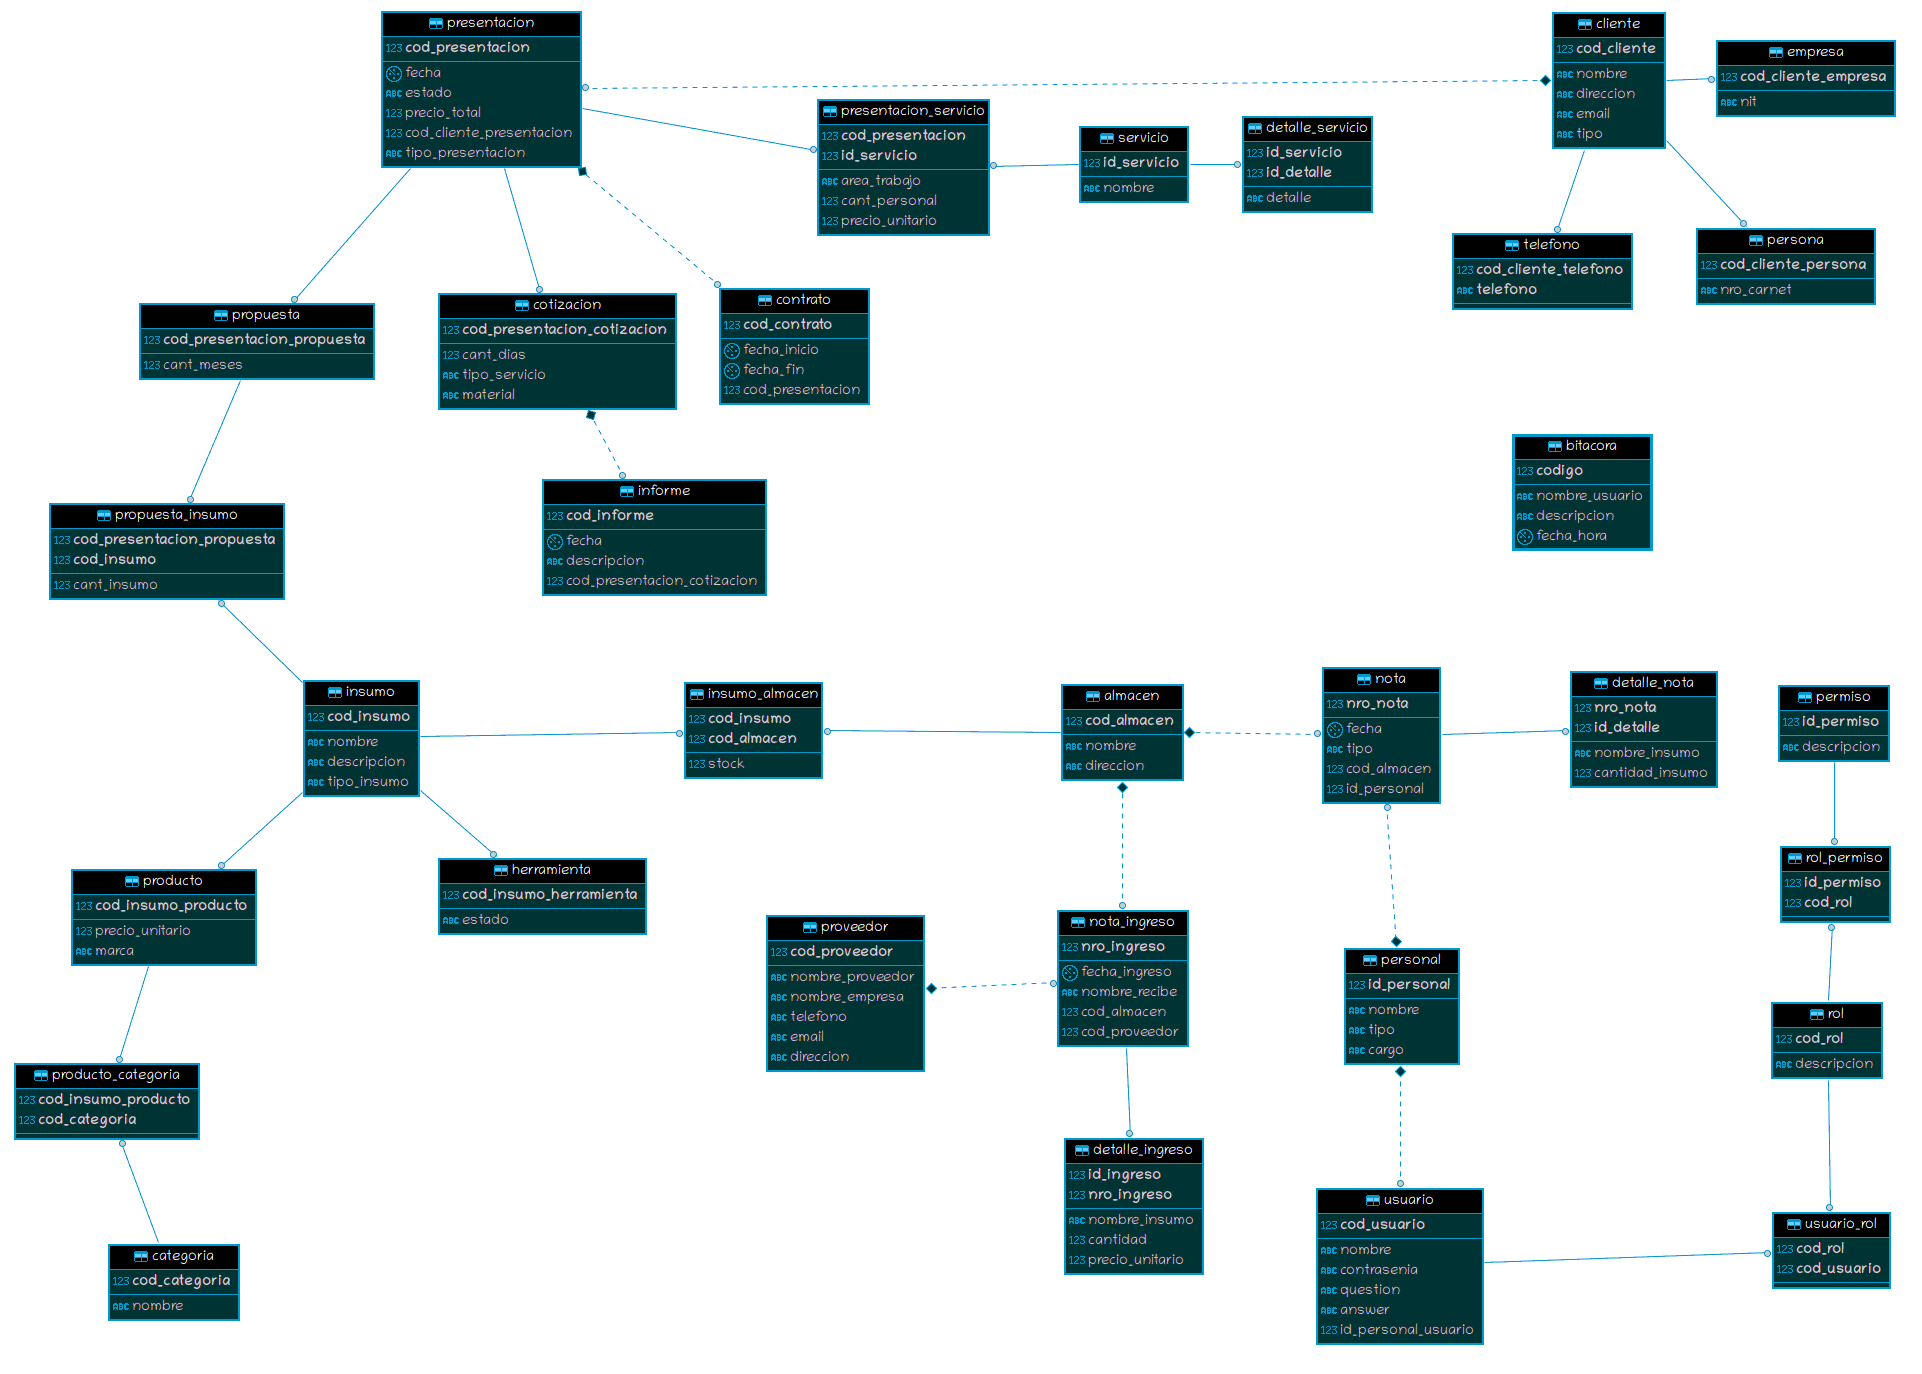 presentacion
123 cod_presentacion
fecha
ABC estado
123 precio_total
123 cod_cliente_presentacion
ABC tipo_presentacion
cliente
123 cod_cliente
ABC nombre
ABC direccion
ABC email
ABC tipo
empresa
123 cod_cliente_empresa
ABC nit
presentacion_servicio
123 cod_presentacion
123 id_servicio
ABC area_trabajo
123 cant_personal
123 precio_unitario
servicio
123 id_servicio
ABC nombre
detalle_servicio
123 id_servicio
123 id_detalle
ABC detalle
telefono
123 cod_cliente_telefono
ABC telefono
persona
123 cod_cliente_persona
ABC nro_carnet
propuesta
123 cod_presentacion_propuesta
123 cant_meses
cotizacion
123 cod_presentacion_cotizacion
123 cant_dias
ABC tipo_servicio
ABC material
contrato
123 cod_contrato
fecha_inicio
fecha_fin
123 cod_presentacion
bitacora
123 codigo
ABC nombre_usuario
ABC descripcion
fecha_hora
propuesta_insumo
123 cod_presentacion_propuesta
123 cod_insumo
123 cant_insumo
informe
123 cod_informe
fecha
ABC descripcion
123 cod_presentacion_cotizacion
insumo
123 cod_insumo
ABC nombre
ABC descripcion
ABC tipo_insumo
insumo_almacen
123 cod_insumo
123 cod_almacen
123 stock
almacen
123 cod_almacen
ABC nombre
ABC direccion
nota
123 nro_nota
fecha
ABC tipo
123 cod_almacen
123 id_personal
detalle_nota
123 nro_nota
123 id_detalle
ABC nombre_insumo
123 cantidad_insumo
permiso
123 id_permiso
ABC descripcion
producto
123 cod_insumo_producto
123 precio_unitario
ABC marca
herramienta
123 cod_insumo_herramienta
ABC estado
rol_permiso
123 id_permiso
123 cod_rol
proveedor
123 cod_proveedor
ABC nombre_proveedor
ABC nombre_empresa
ABC telefono
ABC email
ABC direccion
nota_ingreso
123 nro_ingreso
fecha_ingreso
ABC nombre_recibe
123 cod_almacen
123 cod_proveedor
personal
123 id_personal
ABC nombre
ABC tipo
ABC cargo
rol
123 cod_rol
ABC descripcion
producto_categoria
123 cod_insumo_producto
123 cod_categoria
detalle_ingreso
123 id_ingreso
123 nro_ingreso
ABC nombre_insumo
123 cantidad
123 precio_unitario
usuario
123 cod_usuario
ABC nombre
ABC contrasenia
ABC question
ABC answer
123 id_personal_usuario
usuario_rol
123 cod_rol
123 cod_usuario
categoria
123 cod_categoria
ABC nombre